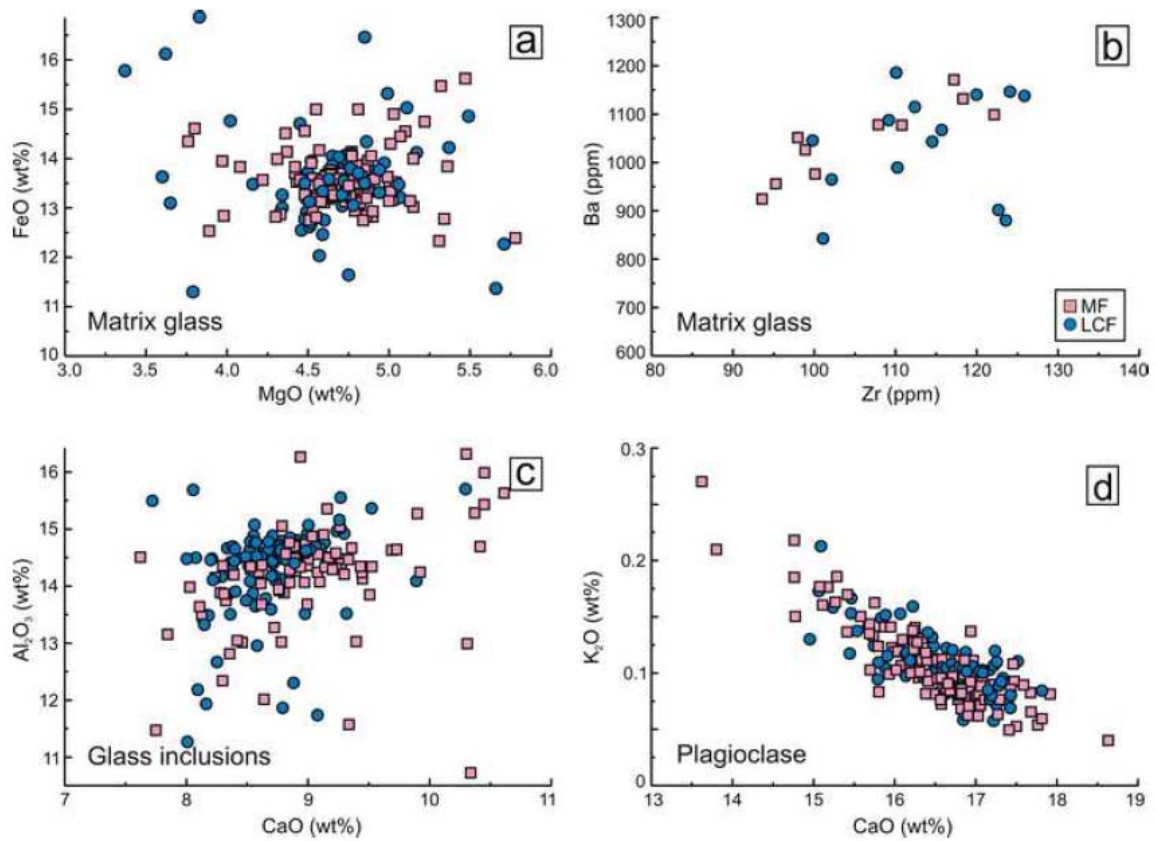 a
16
15
14
13
12
11
10
FeO (wt%)
Matrix glass
3.0 3.5 4.0 4.5 5.0 5.5 6.0
MgO (wt%)
b
1300
1200
1100
1000
900
800
700
600
Ba (ppm)
Matrix glass
MF
LCF
80 90 100 110 120 130 140
Zr (ppm)
c
16
15
14
13
12
11
Al₂O₃ (wt%)
Glass inclusions
7 8 9 10 11
CaO (wt%)
d
0.3
0.2
0.1
0
K₂O (wt%)
Plagioclase
13 14 15 16 17 18 19
CaO (wt%)